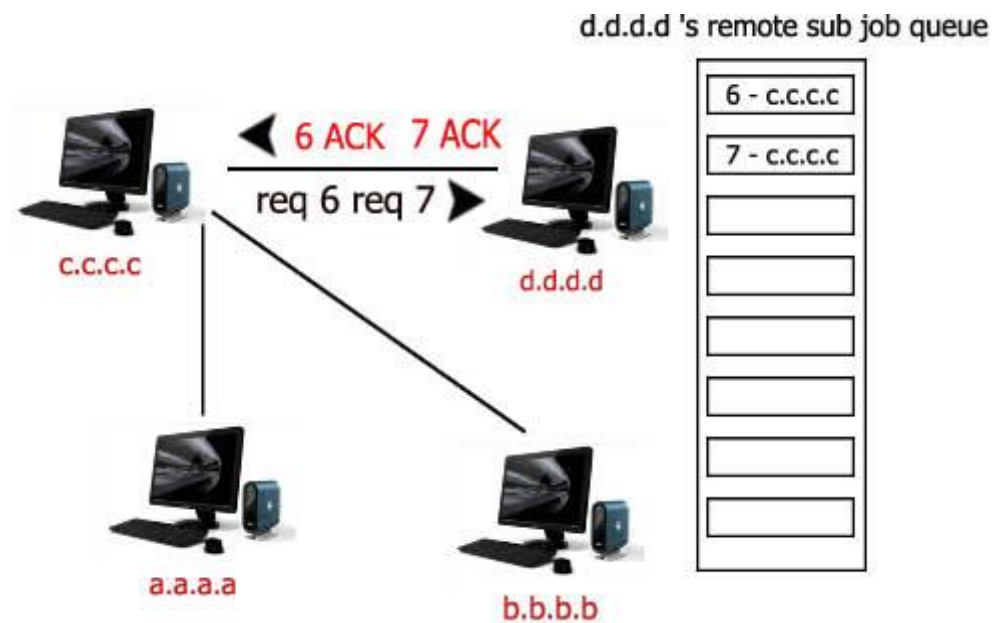 d.d.d.d 's remote sub job queue
6 - c.c.c.c
7 - c.c.c.c
6 ACK 7 ACK
req 6 req 7
c.c.c.c
d.d.d.d
a.a.a.a
b.b.b.b